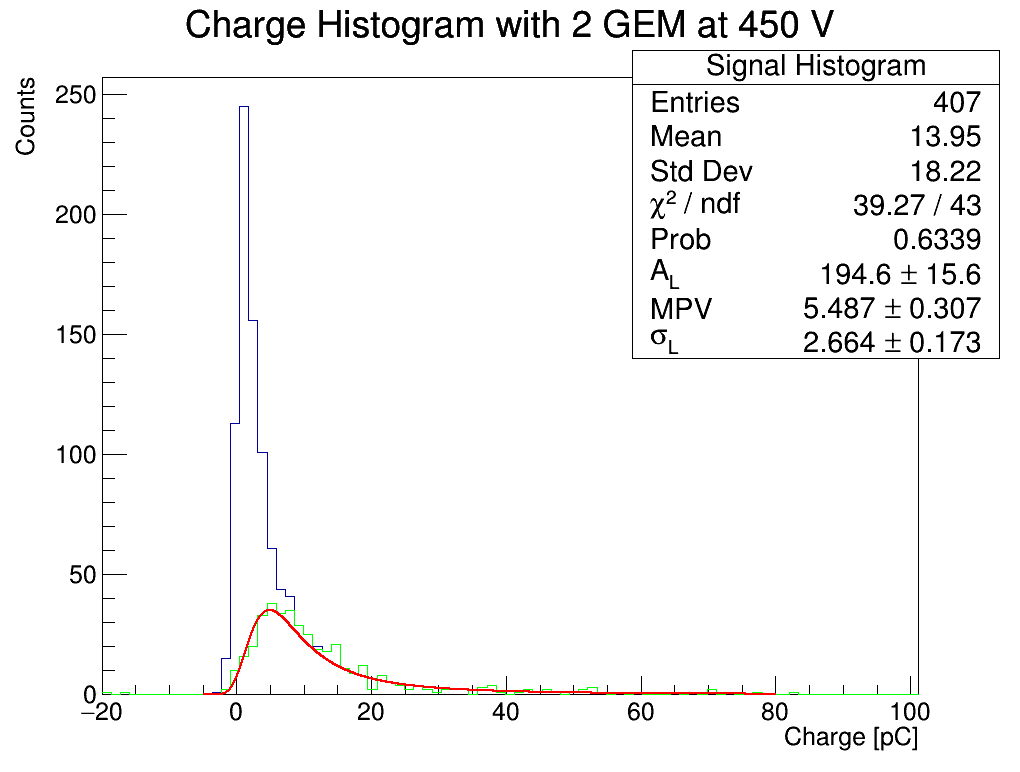 Charge Histogram with 2 GEM at 450 V
Signal Histogram
Entries 407
Mean 13.95
Std Dev 18.22
χ² / ndf 39.27 / 43
Prob 0.6339
A_L 194.6 ± 15.6
MPV 5.487 ± 0.307
σ_L 2.664 ± 0.173
Counts
250
200
150
100
50
0
−20 0 20 40 60 80 100
Charge [pC]